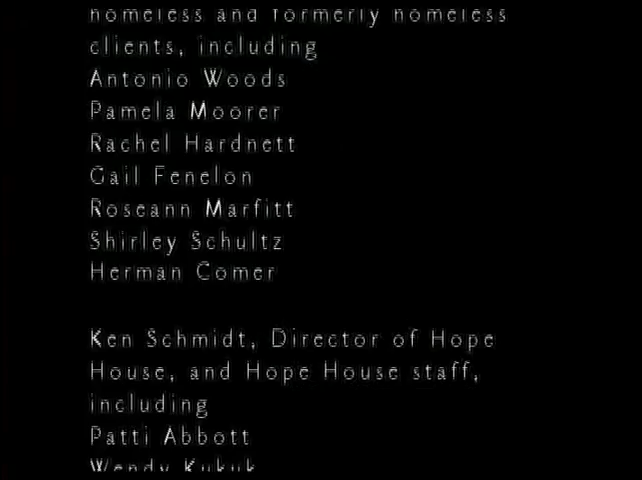 homeless and formerly homeless
clients, including
Antonio Woods
Pamela Moorer
Rachel Hardnett
Gail Fenelon
Roseann Marfitt
Shirley Schultz
Herman Comer
Ken Schmidt, Director of Hope
House, and Hope House staff,
including
Patti Abbott
Wendy Kukuk